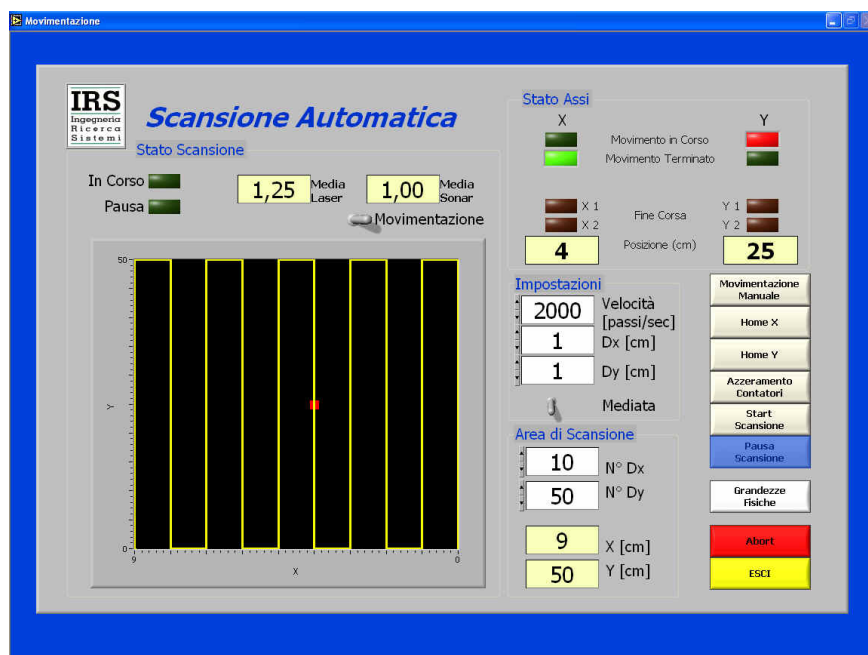 Movimentazione
IRS
Ingegneria
Ricerca
Sistemi
Scansione Automatica
Stato Scansione
In Corso
Pausa
1,25
Media
Laser
1,00
Media
Sonar
Movimentazione
50
0
Y
9
0
X
Stato Assi
X
Y
Movimento in Corso
Movimento Terminato
X 1
X 2
Fine Corsa
Y 1
Y 2
4
Posizione (cm)
25
Impostazioni
2000
Velocità
[passi/sec]
1
Dx [cm]
1
Dy [cm]
Mediata
Area di Scansione
10
N° Dx
50
N° Dy
9
X [cm]
50
Y [cm]
Movimentazione
Manuale
Home X
Home Y
Azzeramento
Contatori
Start
Scansione
Pausa
Scansione
Grandezze
Fisiche
Abort
ESCI